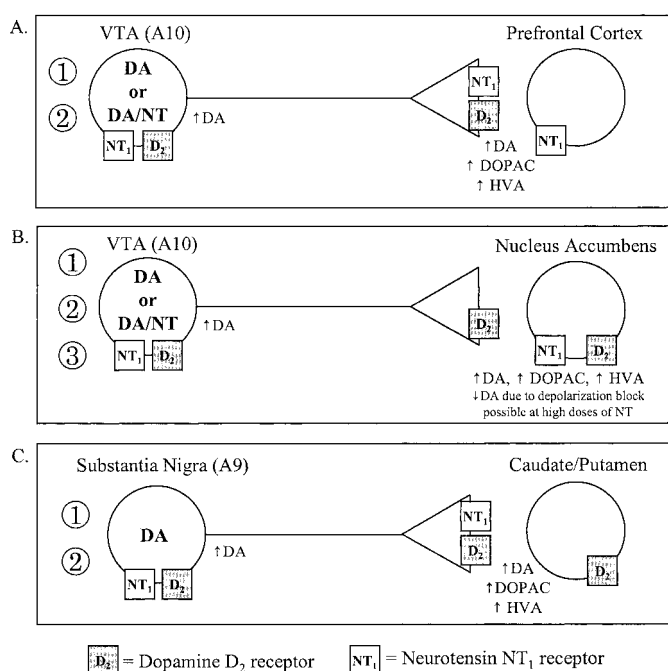 A.
VTA (A10)
Prefrontal Cortex
①
②
DA
or
DA/NT
NT₁
D₂
↑DA
NT₁
D₂
↑DA
↑ DOPAC
↑ HVA
NT₁
B.
VTA (A10)
Nucleus Accumbens
①
②
③
DA
or
DA/NT
NT₁
D₂
↑DA
D₂
NT₁
D₂
↑DA, ↑ DOPAC, ↑ HVA
↓DA due to depolarization block
possible at high doses of NT
C.
Substantia Nigra (A9)
Caudate/Putamen
①
②
DA
NT₁
D₂
↑DA
NT₁
D₂
↑DA
↑DOPAC
↑ HVA
D₂
D₂ = Dopamine D₂ receptor
NT₁ = Neurotensin NT₁ receptor